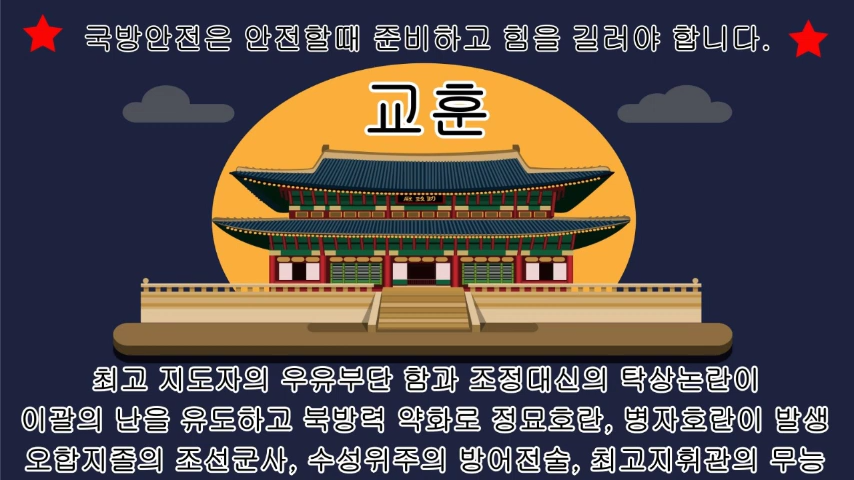 국방안전은 안전할때 준비하고 힘을 길러야 합니다.
교훈
최고 지도자의 우유부단 함과 조정대신의 탁상논란이
이괄의 난을 유도하고 북방력 약화로 정묘호란, 병자호란이 발생
오합지졸의 조선군사, 수성위주의 방어전술, 최고지휘관의 무능